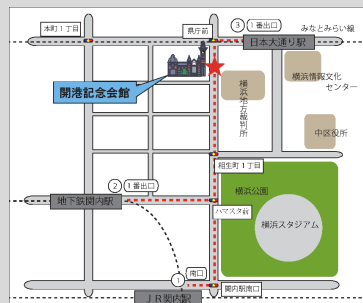 ③ 1番出口
みなとみらい線
本町1丁目
県庁前
日本大通り駅
開港記念会館
横浜地方裁判所
横浜情報文化
センター
中区役所
相生町1丁目
② 1番出口
地下鉄関内駅
ハマスタ前
横浜公園
横浜スタジアム
① 南口
関内駅南口
JR関内駅